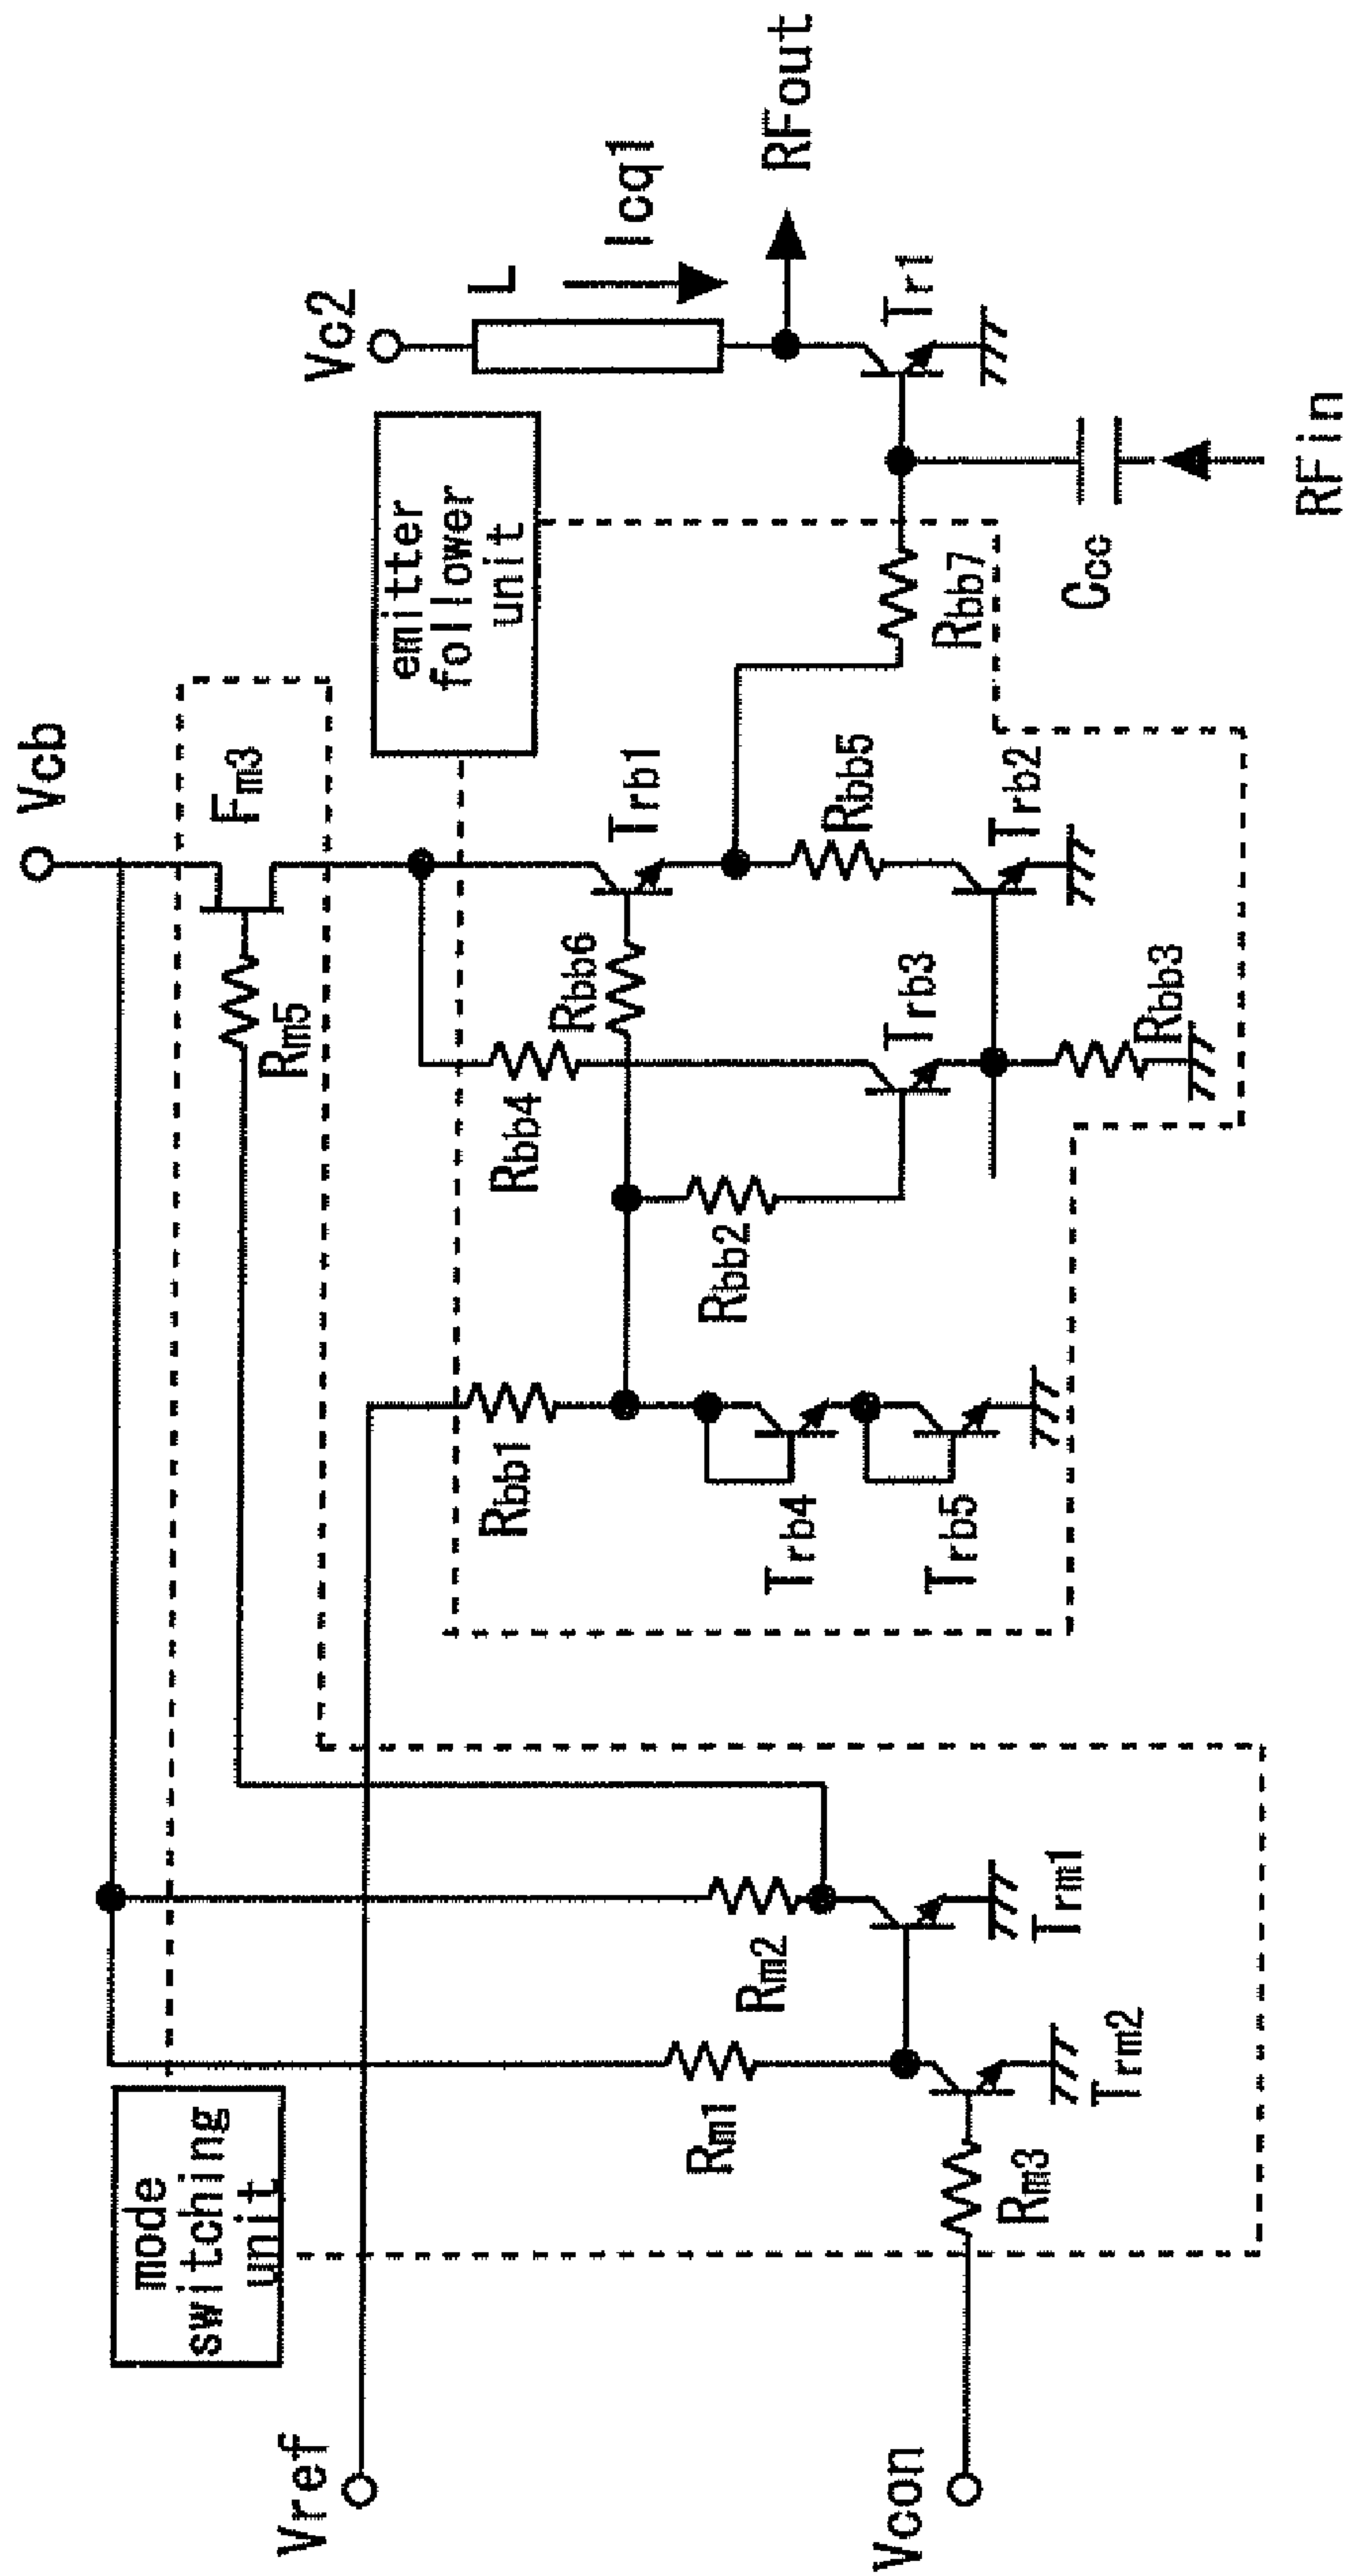 Vcb
mode
switching
unit
Fm3
Rm5
emitter
follower
unit
Vc2
L
Icq1
RFout
Tr1
Vref
Rbb1
Rbb4
Rbb6
Trb1
Rbb2
Trb3
Rbb5
Rbb7
Ccc
RFin
Trb4
Trb5
Trb2
Rbb3
Rm1
Rm2
Trm1
Vcon
Rm3
Trm2